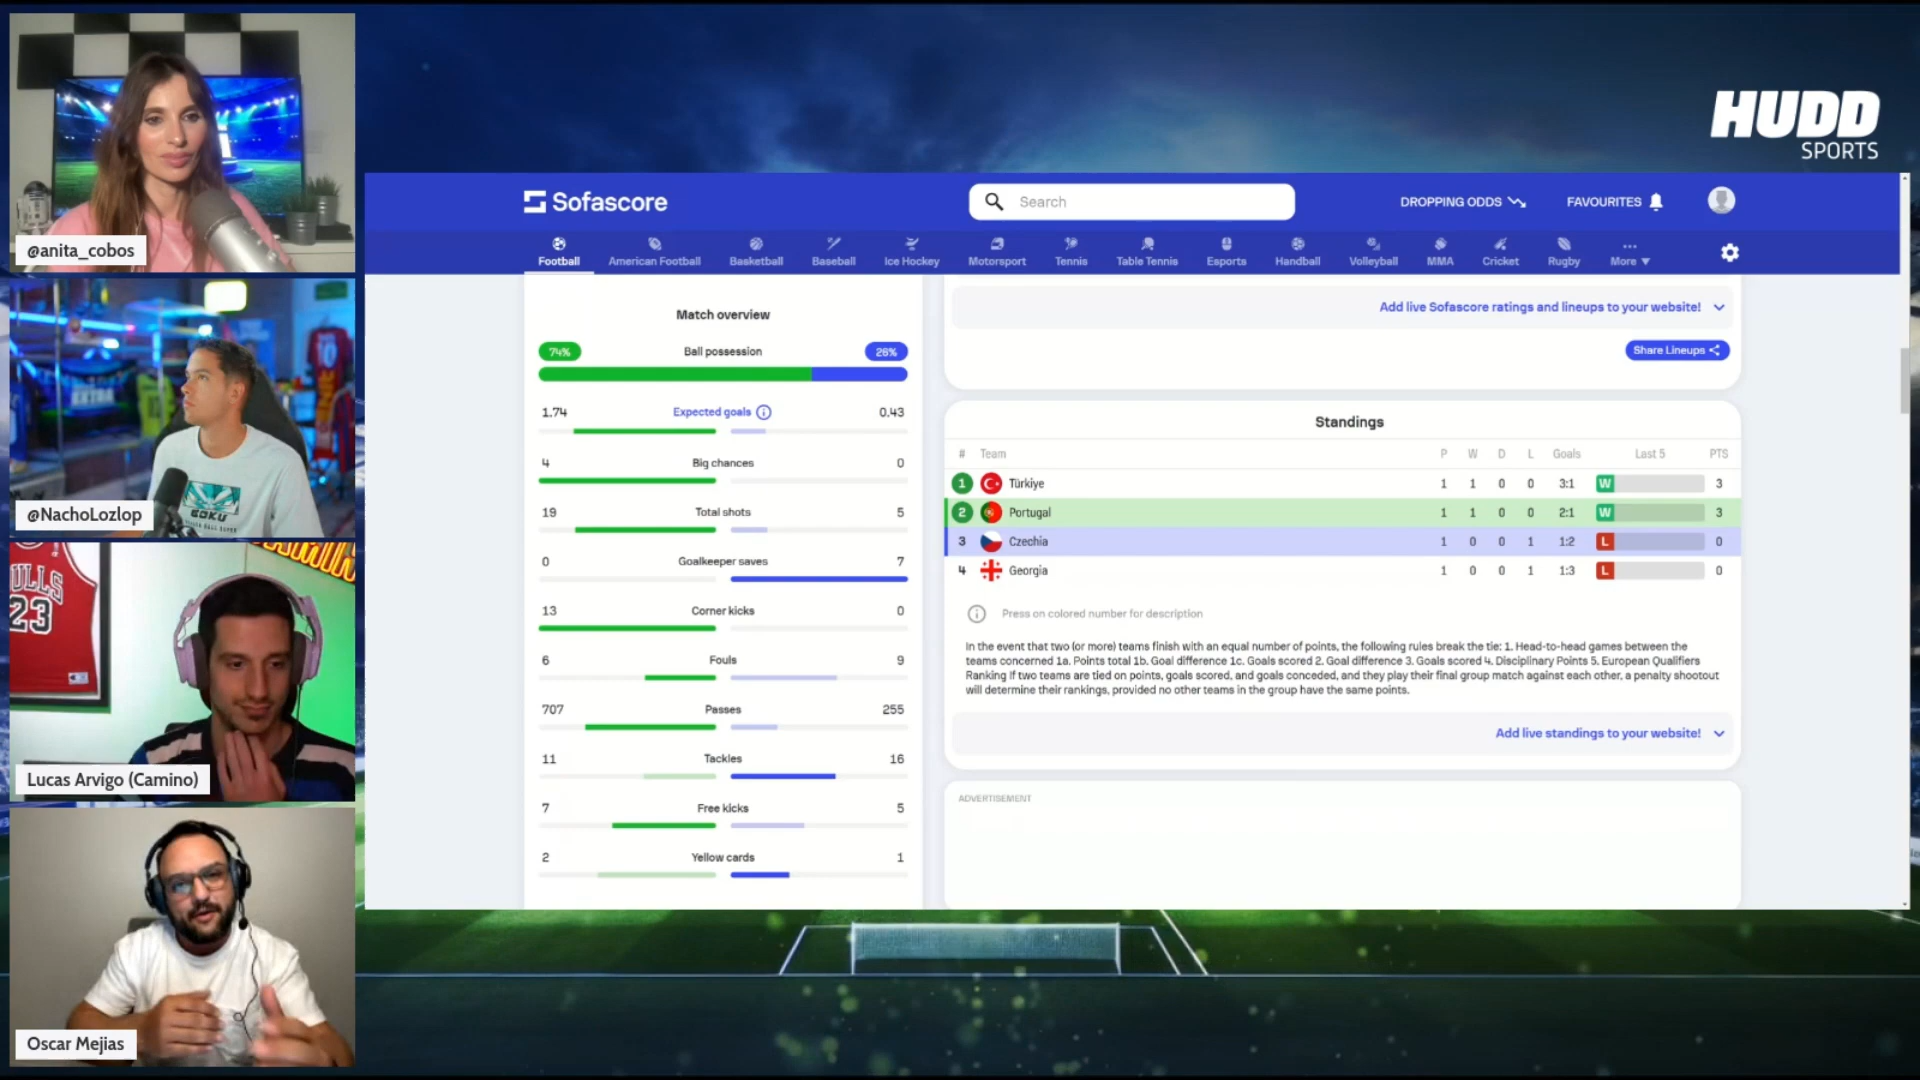 HUDD
SPORTS
@anita_cobos
@NachoLozlop
Lucas Arvigo (Camino)
Oscar Mejias
EXTRA
GOKU
ULLS
23
Sofascore
Search
DROPPING ODDS
FAVOURITES
Football
American Football
Basketball
Baseball
Ice Hockey
Motorsport
Tennis
Table Tennis
Esports
Handball
Volleyball
MMA
Cricket
Rugby
More
Match overview
74% Ball possession 26%
1.74 Expected goals 0.43
4 Big chances 0
19 Total shots 5
0 Goalkeeper saves 7
13 Corner kicks 0
6 Fouls 9
707 Passes 255
11 Tackles 16
7 Free kicks 5
2 Yellow cards 1
Add live Sofascore ratings and lineups to your website!
Share Lineups
Standings
# Team P W D L Goals Last 5 PTS
1 Türkiye 1 1 0 0 3:1 W 3
2 Portugal 1 1 0 0 2:1 W 3
3 Czechia 1 0 0 1 1:2 L 0
4 Georgia 1 0 0 1 1:3 L 0
Press on colored number for description
In the event that two (or more) teams finish with an equal number of points, the following rules break the tie: 1. Head-to-head games between the
teams concerned 1a. Points total 1b. Goal difference 1c. Goals scored 2. Goal difference 3. Goals scored 4. Disciplinary Points 5. European Qualifiers
Ranking If two teams are tied on points, goals scored, and goals conceded, and they play their final group match against each other, a penalty shootout
will determine their rankings, provided no other teams in the group have the same points.
Add live standings to your website!
ADVERTISEMENT